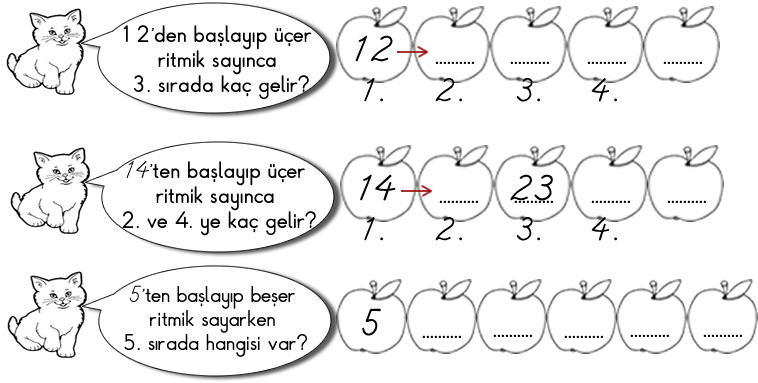 12'den başlayıp üçer
ritmik sayınca
3. sırada kaç gelir?
12 ........ ........ ........ ........
1. 2. 3. 4.
14'ten başlayıp üçer
ritmik sayınca
2. ve 4. ye kaç gelir?
14 ........ 23 ........ ........
1. 2. 3. 4.
5'ten başlayıp beşer
ritmik sayarken
5. sırada hangisi var?
5 ........ ........ ........ ........ ........